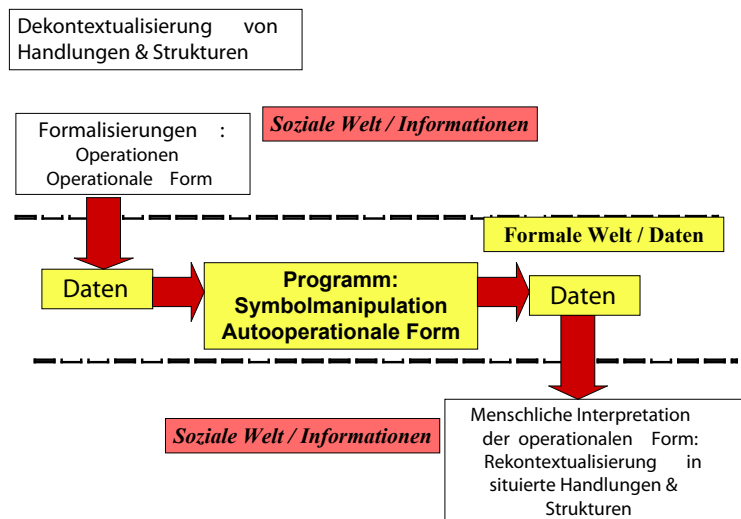 Dekontextualisierung von
Handlungen & Strukturen
Soziale Welt / Informationen
Formalisierungen :
Operationen
Operationale Form
Formale Welt / Daten
Daten
Programm:
Symbolmanipulation
Autooperationale Form
Daten
Soziale Welt / Informationen
Menschliche Interpretation
der operationalen Form:
Rekontextualisierung in
situierte Handlungen &
Strukturen